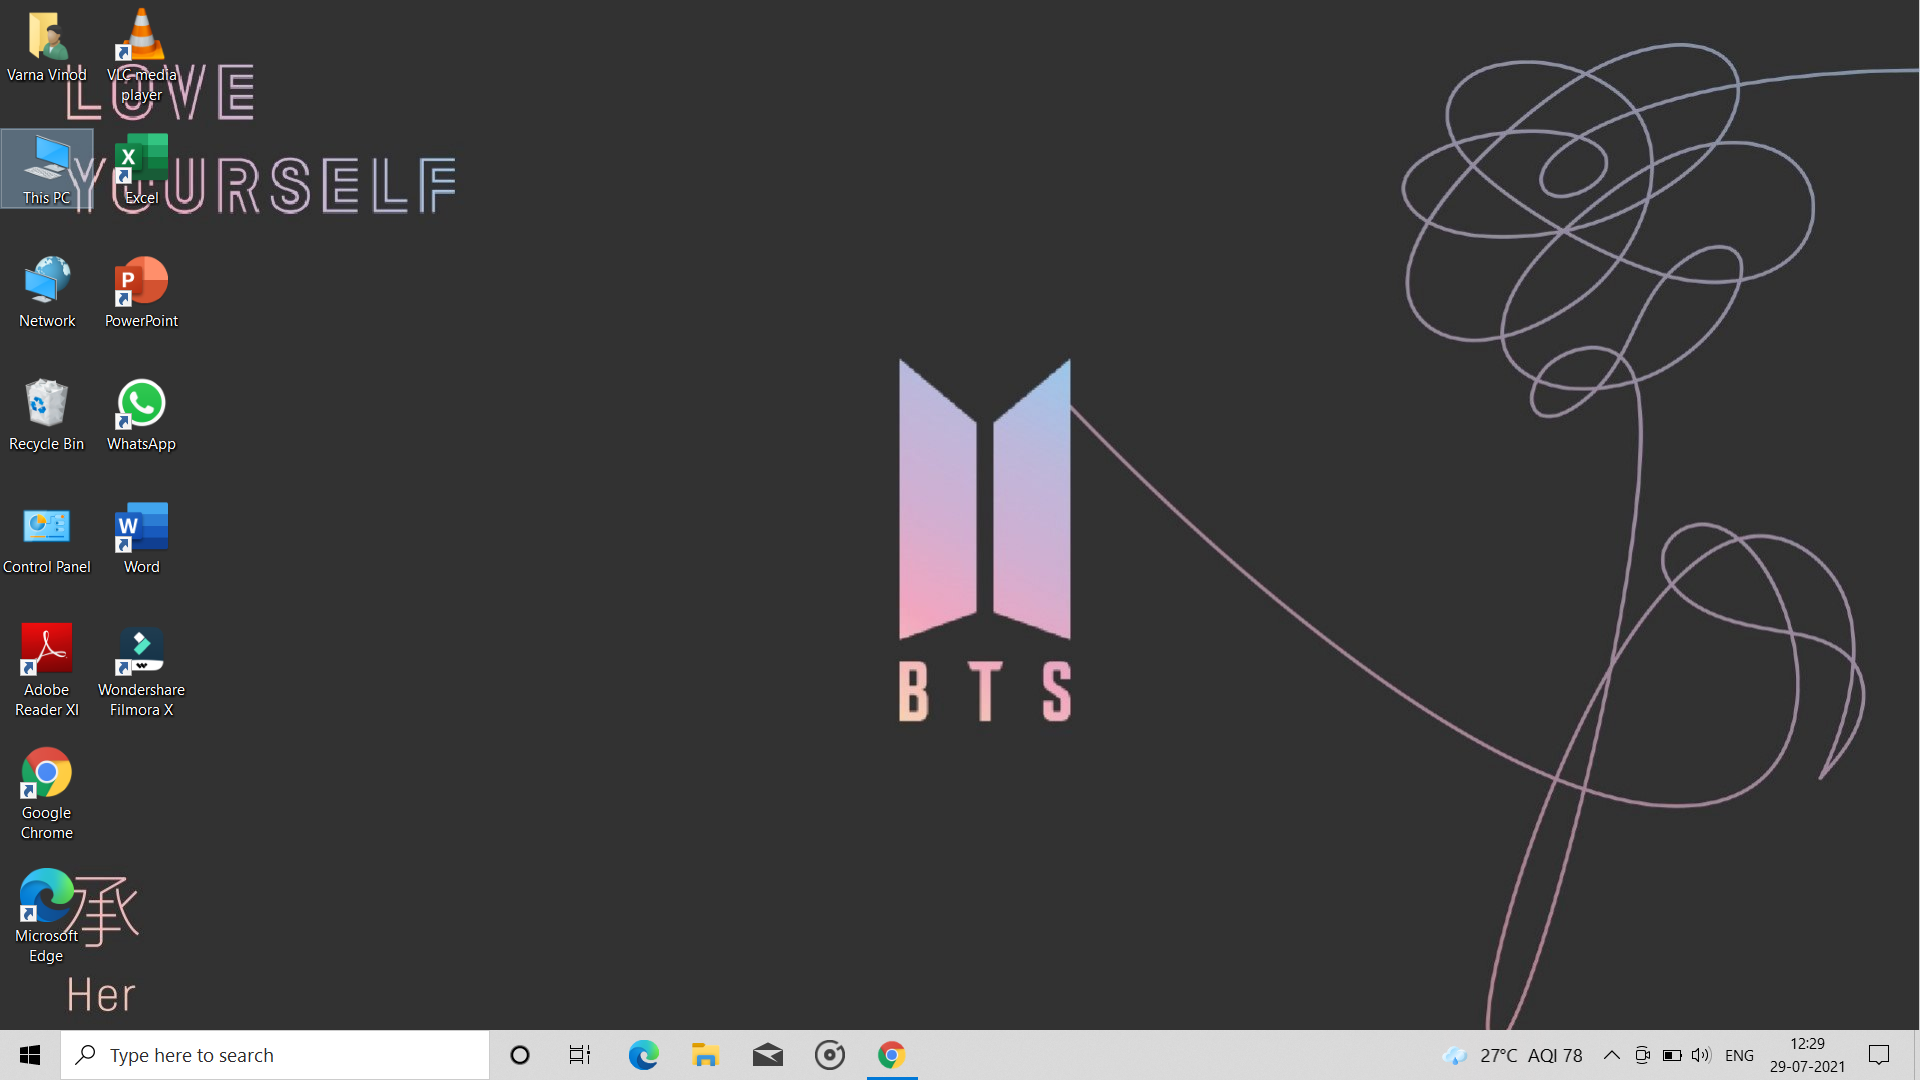 Varna Vinod
VLC media
player
LOVE
This PC
Excel
YOURSELF
Network
PowerPoint
Recycle Bin
WhatsApp
Control Panel
Word
Adobe
Reader XI
Wondershare
Filmora X
Google
Chrome
Microsoft
Edge
承
Her
BTS
Type here to search
27°C AQI 78
ENG
12:29
29-07-2021